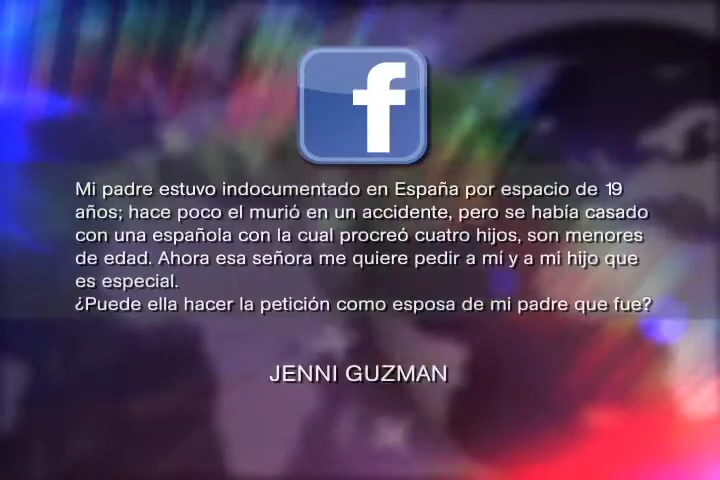 f
Mi padre estuvo indocumentado en España por espacio de 19
años; hace poco el murió en un accidente, pero se había casado
con una española con la cual procreó cuatro hijos, son menores
de edad. Ahora esa señora me quiere pedir a mí y a mi hijo que
es especial.
¿Puede ella hacer la petición como esposa de mi padre que fue?
JENNI GUZMAN